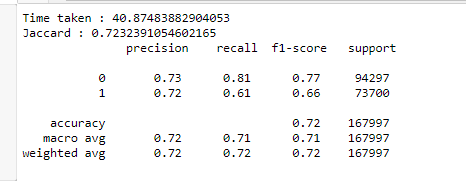 Time taken : 40.87483882904053
Jaccard : 0.7232391054602165
precision recall f1-score support
0 0.73 0.81 0.77 94297
1 0.72 0.61 0.66 73700
accuracy 0.72 167997
macro avg 0.72 0.71 0.71 167997
weighted avg 0.72 0.72 0.72 167997